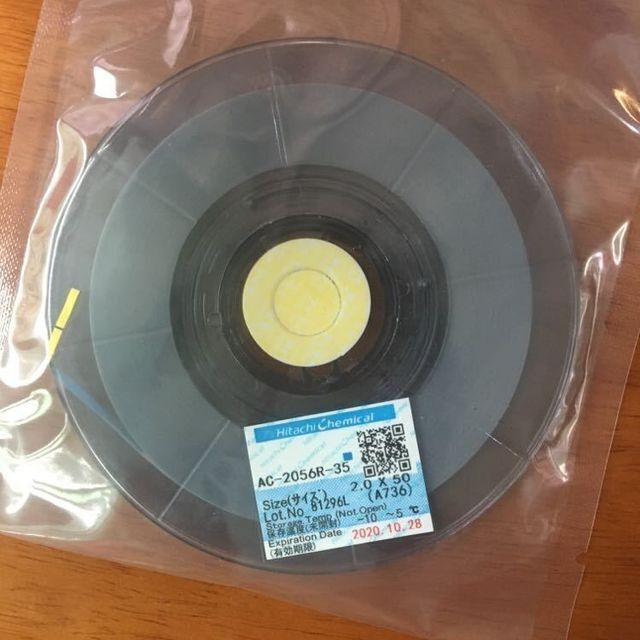 Hitachi Chemical
AC-2056R-35
Size(サイズ) 2.0 X 50
Lot.No. 81296L (A736)
Storage Temp.(Not.Open)
保存温度(未開封) -10 ~ 5 ℃
Expiration Date
(有効期限) 2020.10.28